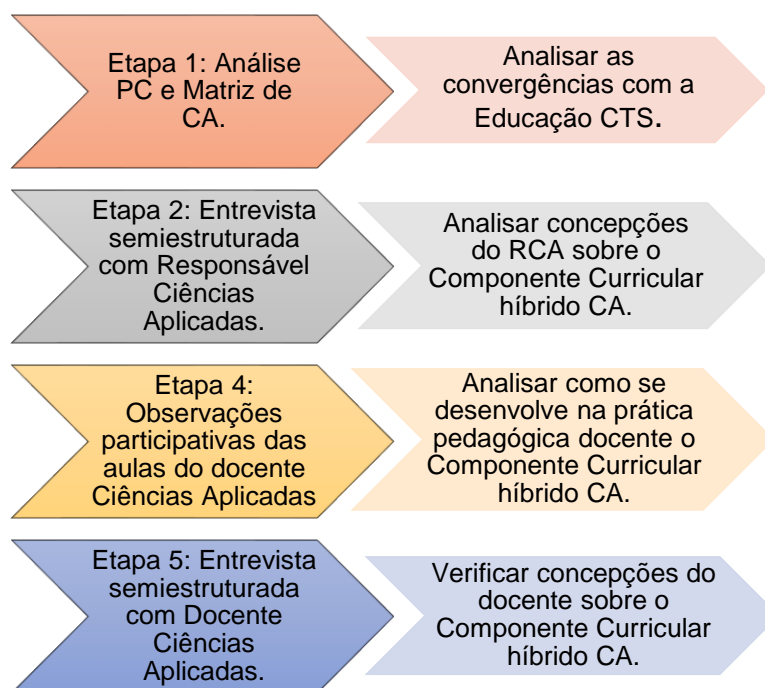 Etapa 1: Análise
PC e Matriz de
CA.
Analisar as
convergências com a
Educação CTS.
Etapa 2: Entrevista
semiestruturada
com Responsável
Ciências
Aplicadas.
Analisar concepções
do RCA sobre o
Componente Curricular
híbrido CA.
Etapa 4:
Observações
participativas das
aulas do docente
Ciências Aplicadas
Analisar como se
desenvolve na prática
pedagógica docente o
Componente Curricular
híbrido CA.
Etapa 5: Entrevista
semiestruturada
com Docente
Ciências
Aplicadas.
Verificar concepções do
docente sobre o
Componente Curricular
híbrido CA.